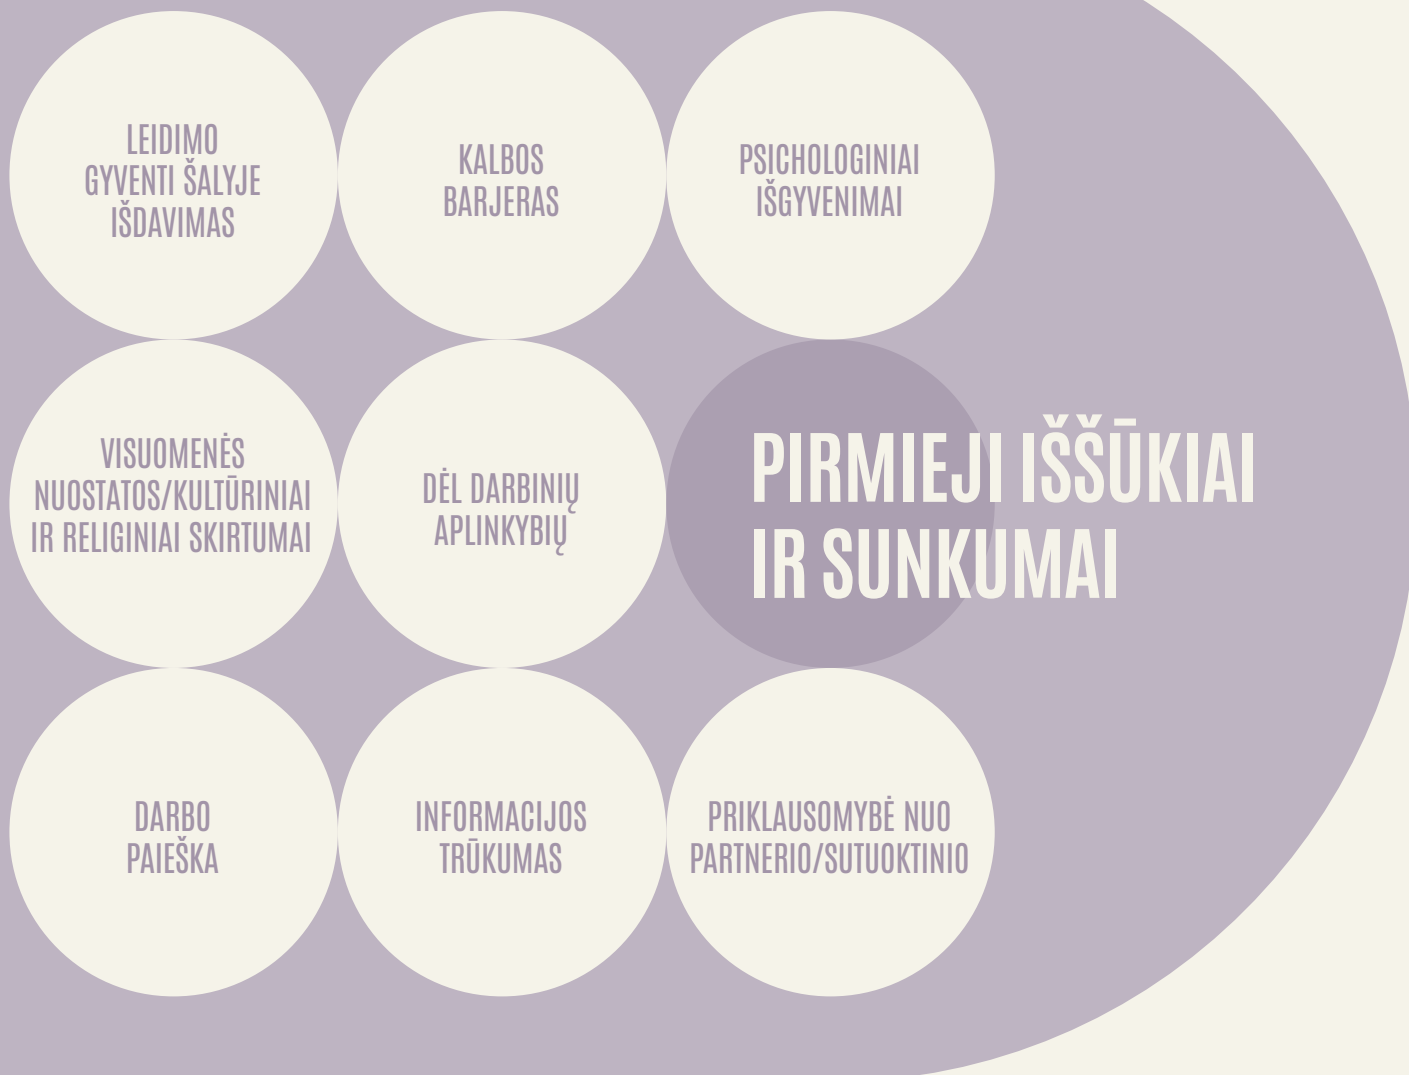 LEIDIMO
GYVENTI ŠALYJE
IŠDAVIMAS
KALBOS
BARJERAS
PSICHOLOGINIAI
IŠGYVENIMAI
VISUOMENĖS
NUOSTATOS/KULTŪRINIAI
IR RELIGINIAI SKIRTUMAI
DĖL DARBINIŲ
APLINKYBIŲ
PIRMIEJI IŠŠŪKIAI
IR SUNKUMAI
DARBO
PAIEŠKA
INFORMACIJOS
TRŪKUMAS
PRIKLAUSOMYBĖ NUO
PARTNERIO/SUTUOKTINIO